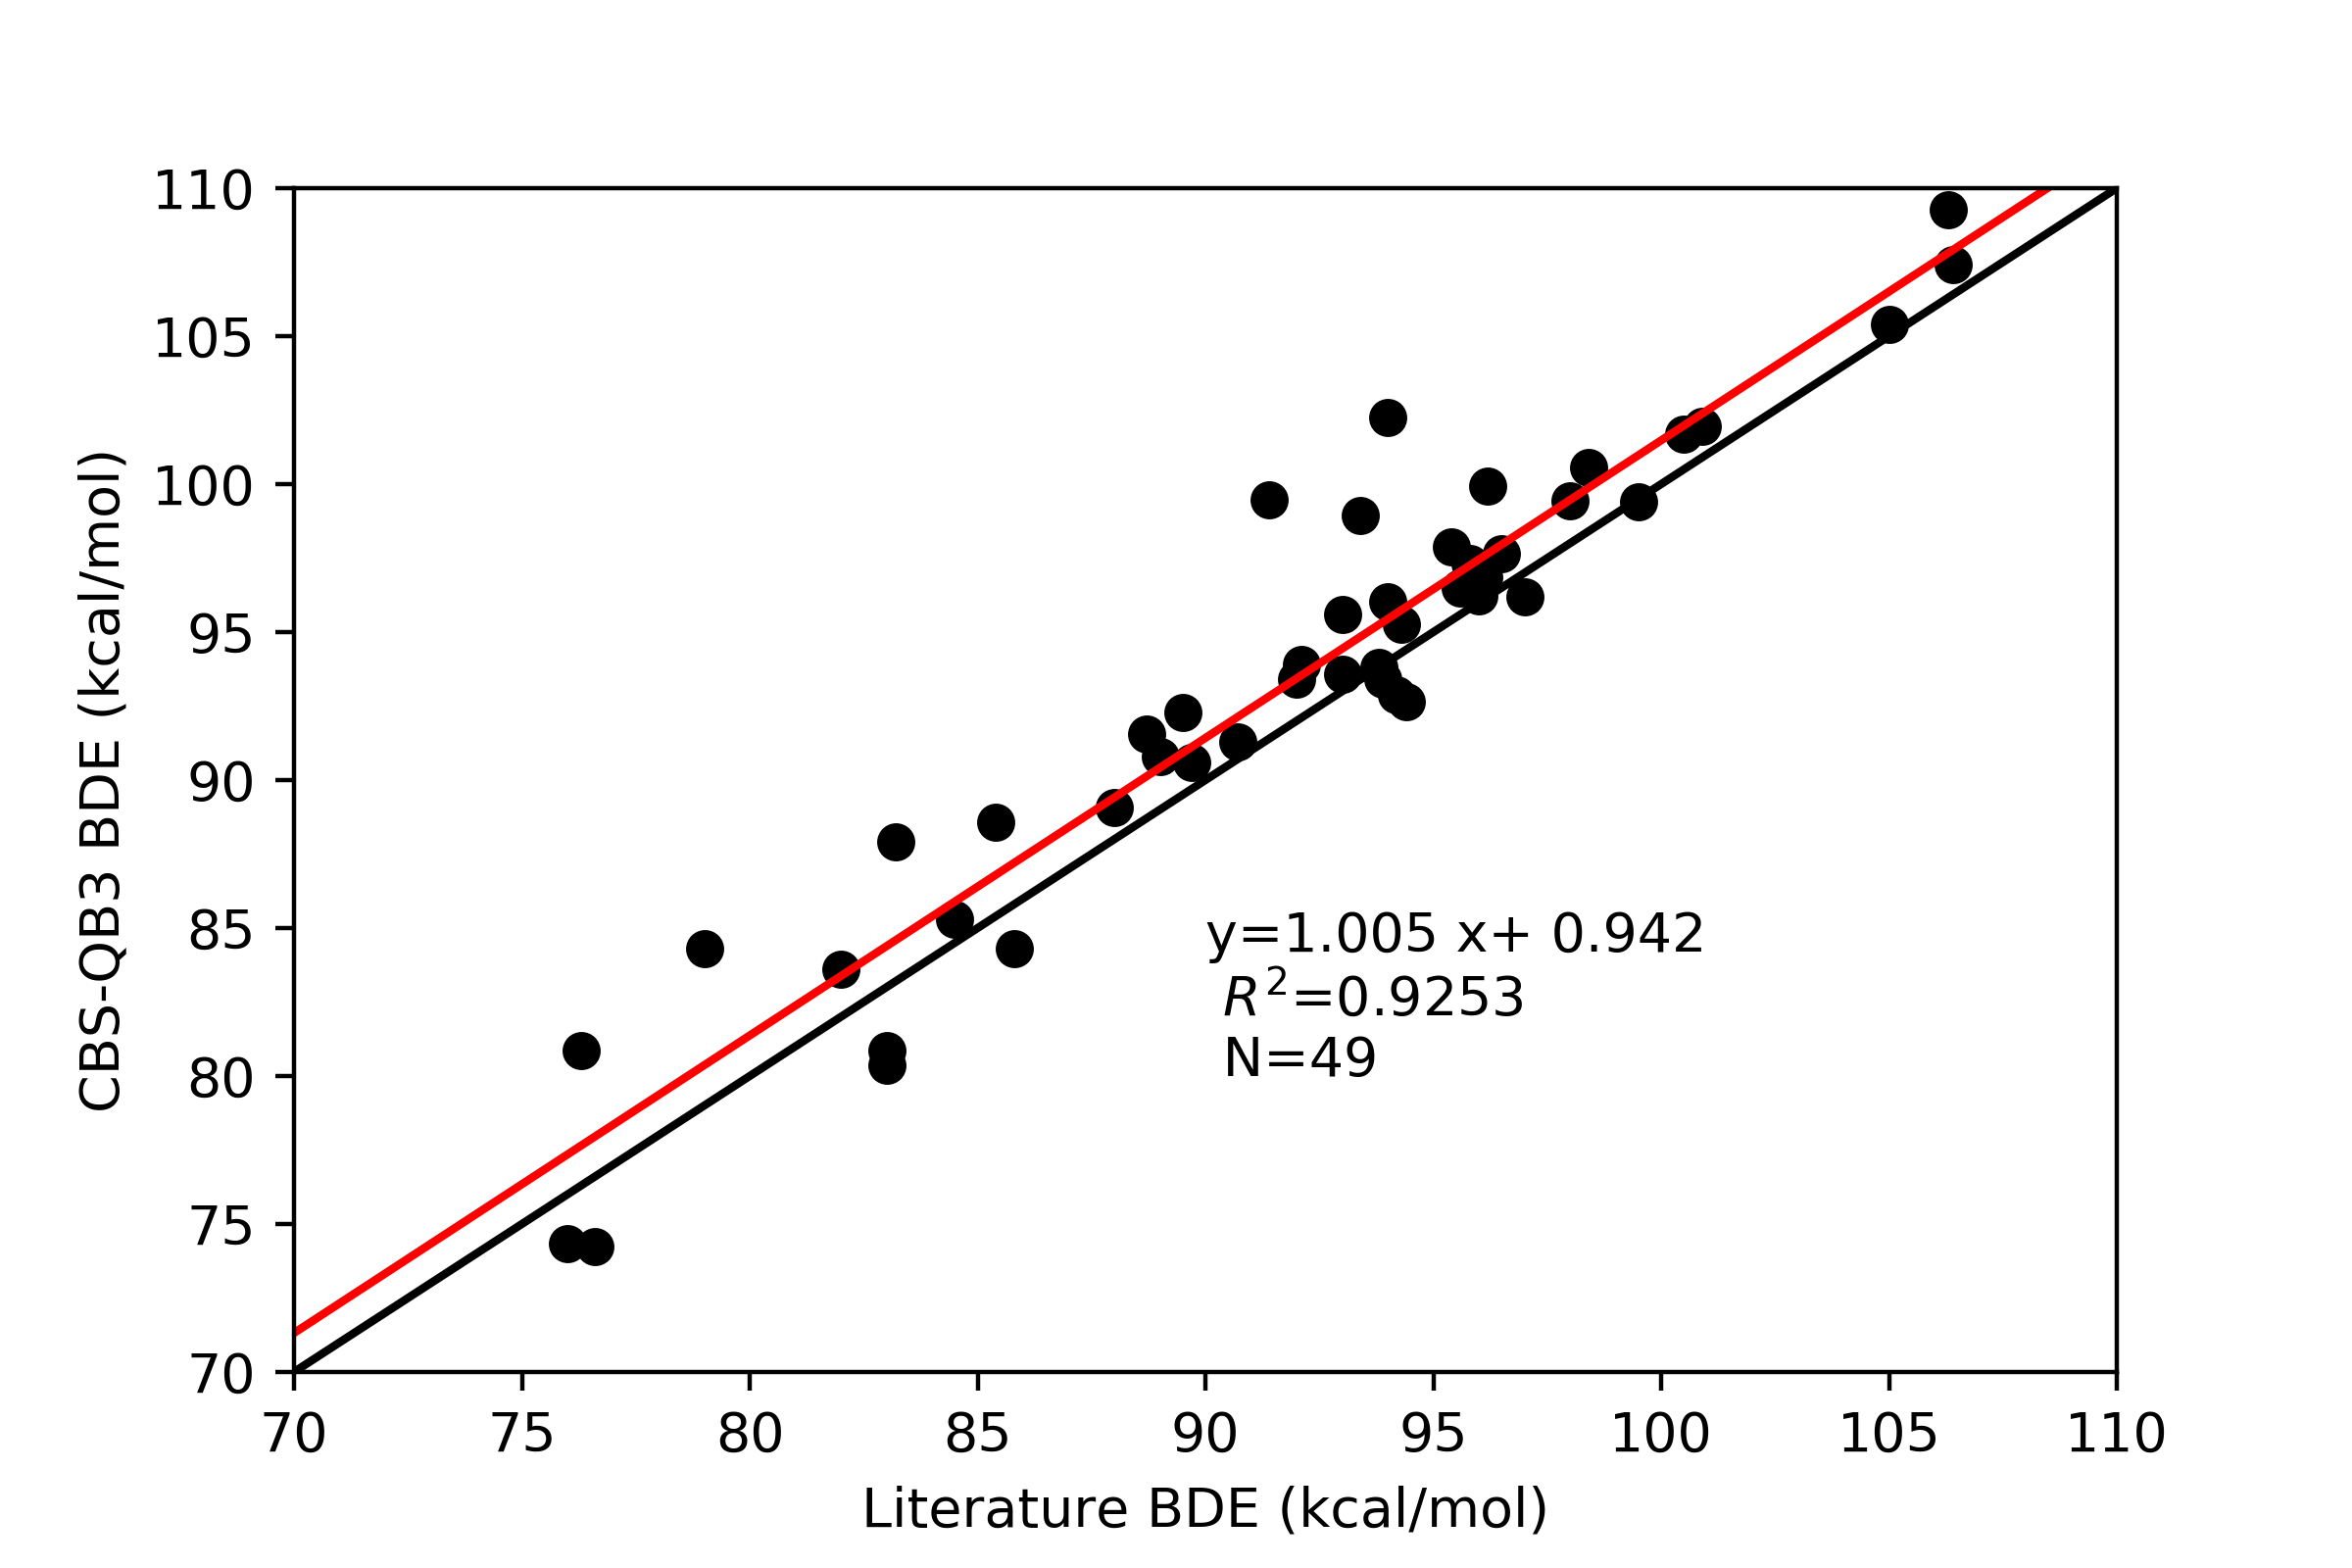 110
105
100
95
90
85
80
75
70
CBS-QB3 BDE (kcal/mol)
y=1.005 x+ 0.942
R²=0.9253
N=49
70 75 80 85 90 95 100 105 110
Literature BDE (kcal/mol)